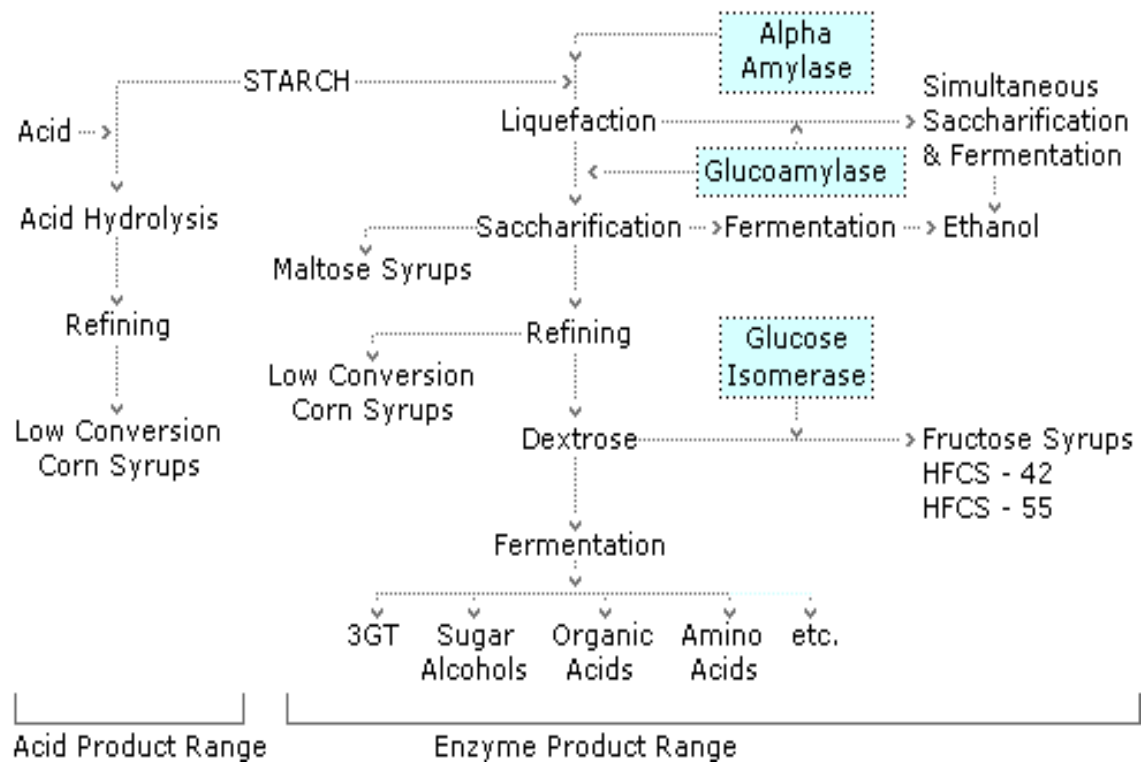 Alpha
Amylase
STARCH
Simultaneous
Saccharification
& Fermentation
Acid
Liquefaction
Glucoamylase
Acid Hydrolysis
Saccharification
Fermentation
Ethanol
Maltose Syrups
Refining
Refining
Glucose
Isomerase
Low Conversion
Corn Syrups
Low Conversion
Corn Syrups
Dextrose
Fructose Syrups
HFCS - 42
HFCS - 55
Fermentation
3GT
Sugar
Alcohols
Organic
Acids
Amino
Acids
etc.
Acid Product Range
Enzyme Product Range